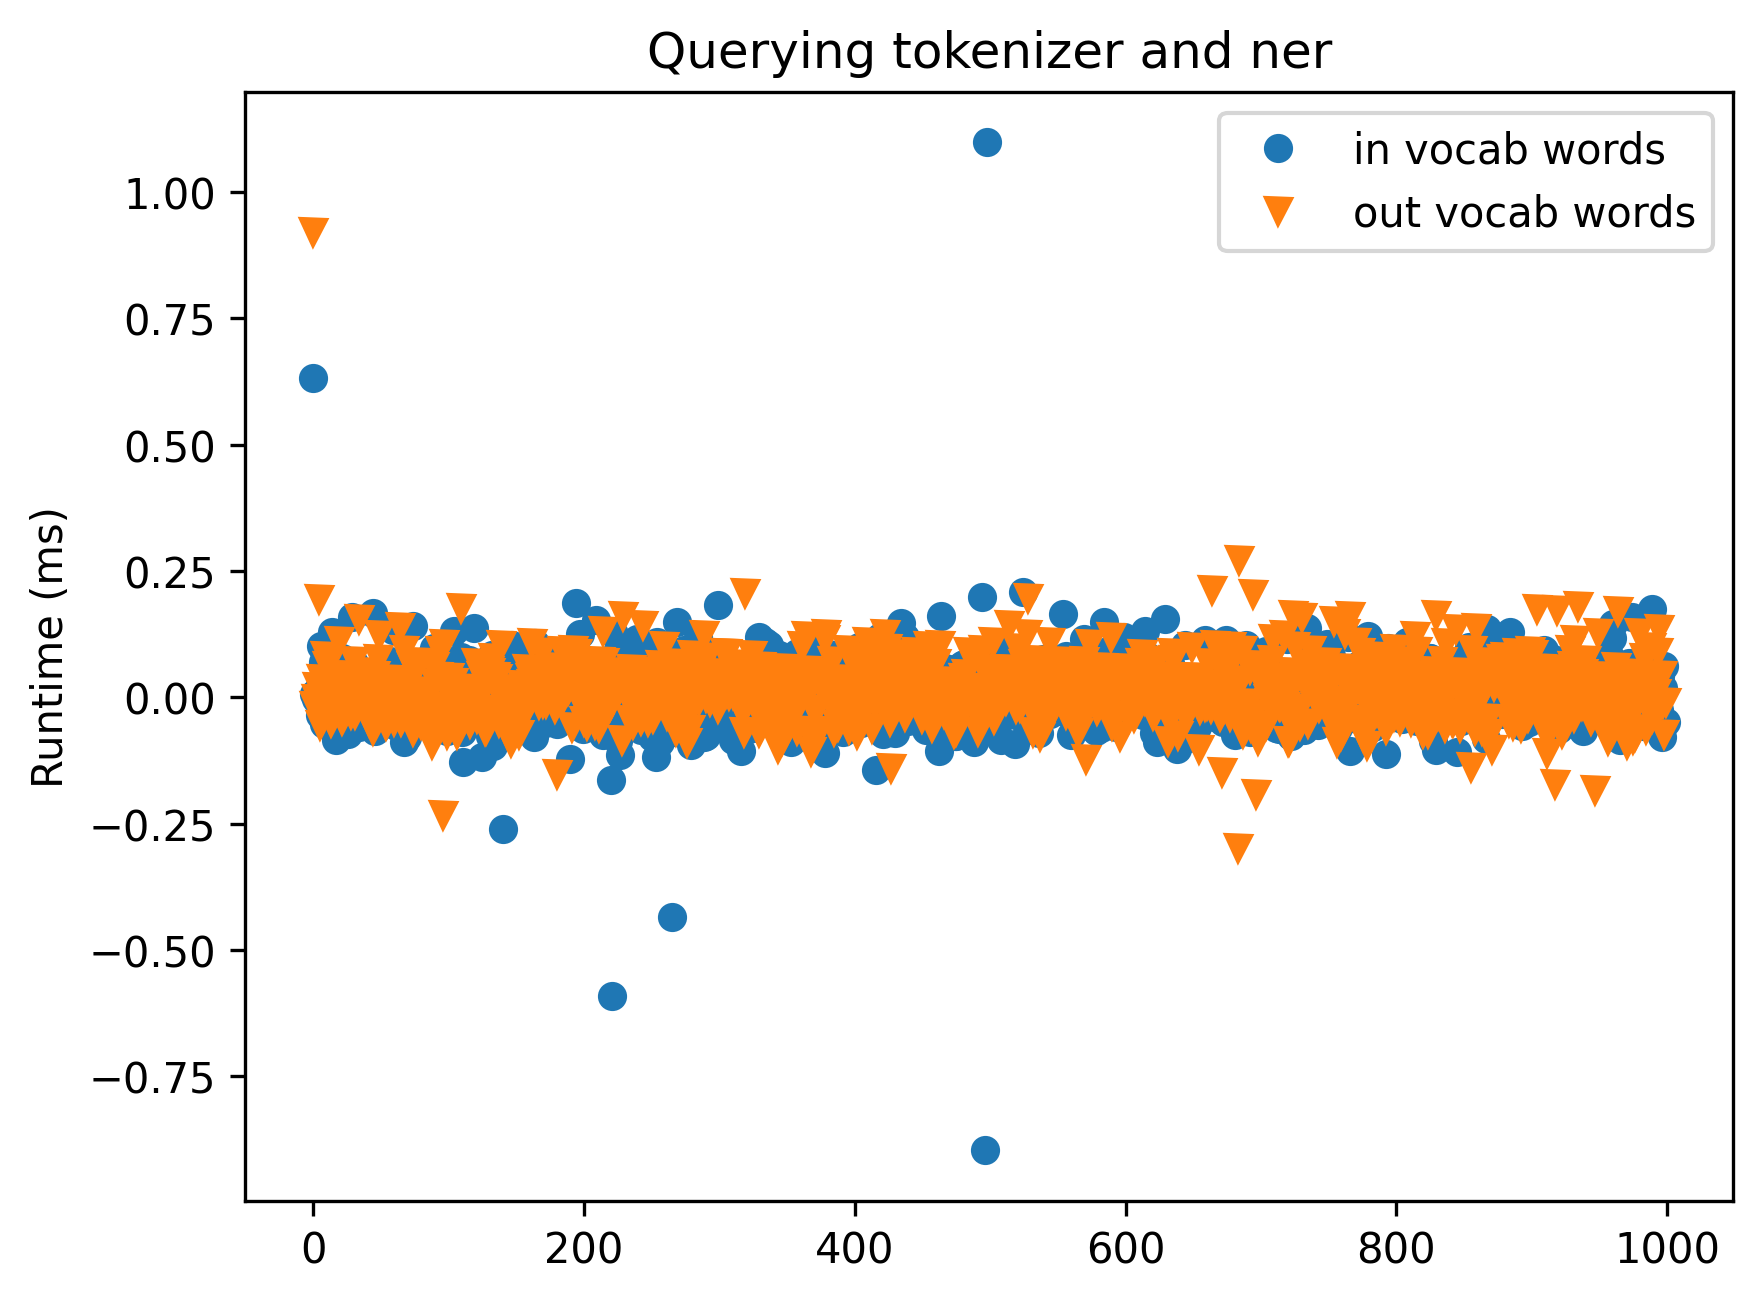 Querying tokenizer and ner
in vocab words
out vocab words
Runtime (ms)
1.00
0.75
0.50
0.25
0.00
−0.25
−0.50
−0.75
0 200 400 600 800 1000